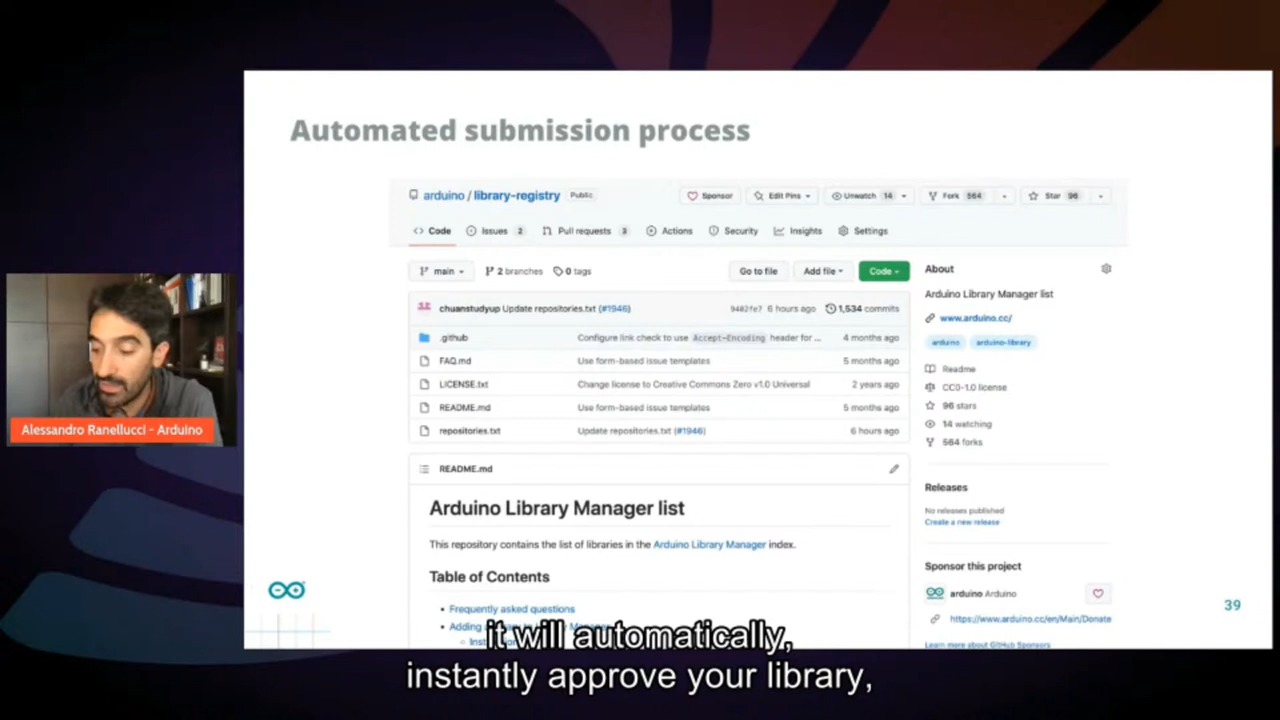 Automated submission process
arduino / library-registry Public
Sponsor Edit Pins Unwatch 14 Fork 564 Star 96
Code Issues 2 Pull requests 3 Actions Security Insights Settings
main 2 branches 0 tags Go to file Add file Code
About
Arduino Library Manager list
www.arduino.cc/
arduino arduino-library
Readme
CC0-1.0 license
96 stars
14 watching
564 forks
chuanstudyup Update repositories.txt (#1946) 9482fe7 6 hours ago 1,534 commits
.github Configure link check to use Accept-Encoding header for ... 4 months ago
FAQ.md Use form-based issue templates 5 months ago
LICENSE.txt Change license to Creative Commons Zero v1.0 Universal 2 years ago
README.md Use form-based issue templates 5 months ago
repositories.txt Update repositories.txt (#1946) 6 hours ago
README.md
Arduino Library Manager list
This repository contains the list of libraries in the Arduino Library Manager index.
Table of Contents
Frequently asked questions
Releases
No releases published
Create a new release
Sponsor this project
arduino Arduino
https://www.arduino.cc/en/Main/Donate
Learn more about GitHub Sponsors
39
Alessandro Ranellucci - Arduino
it will automatically,
instantly approve your library,